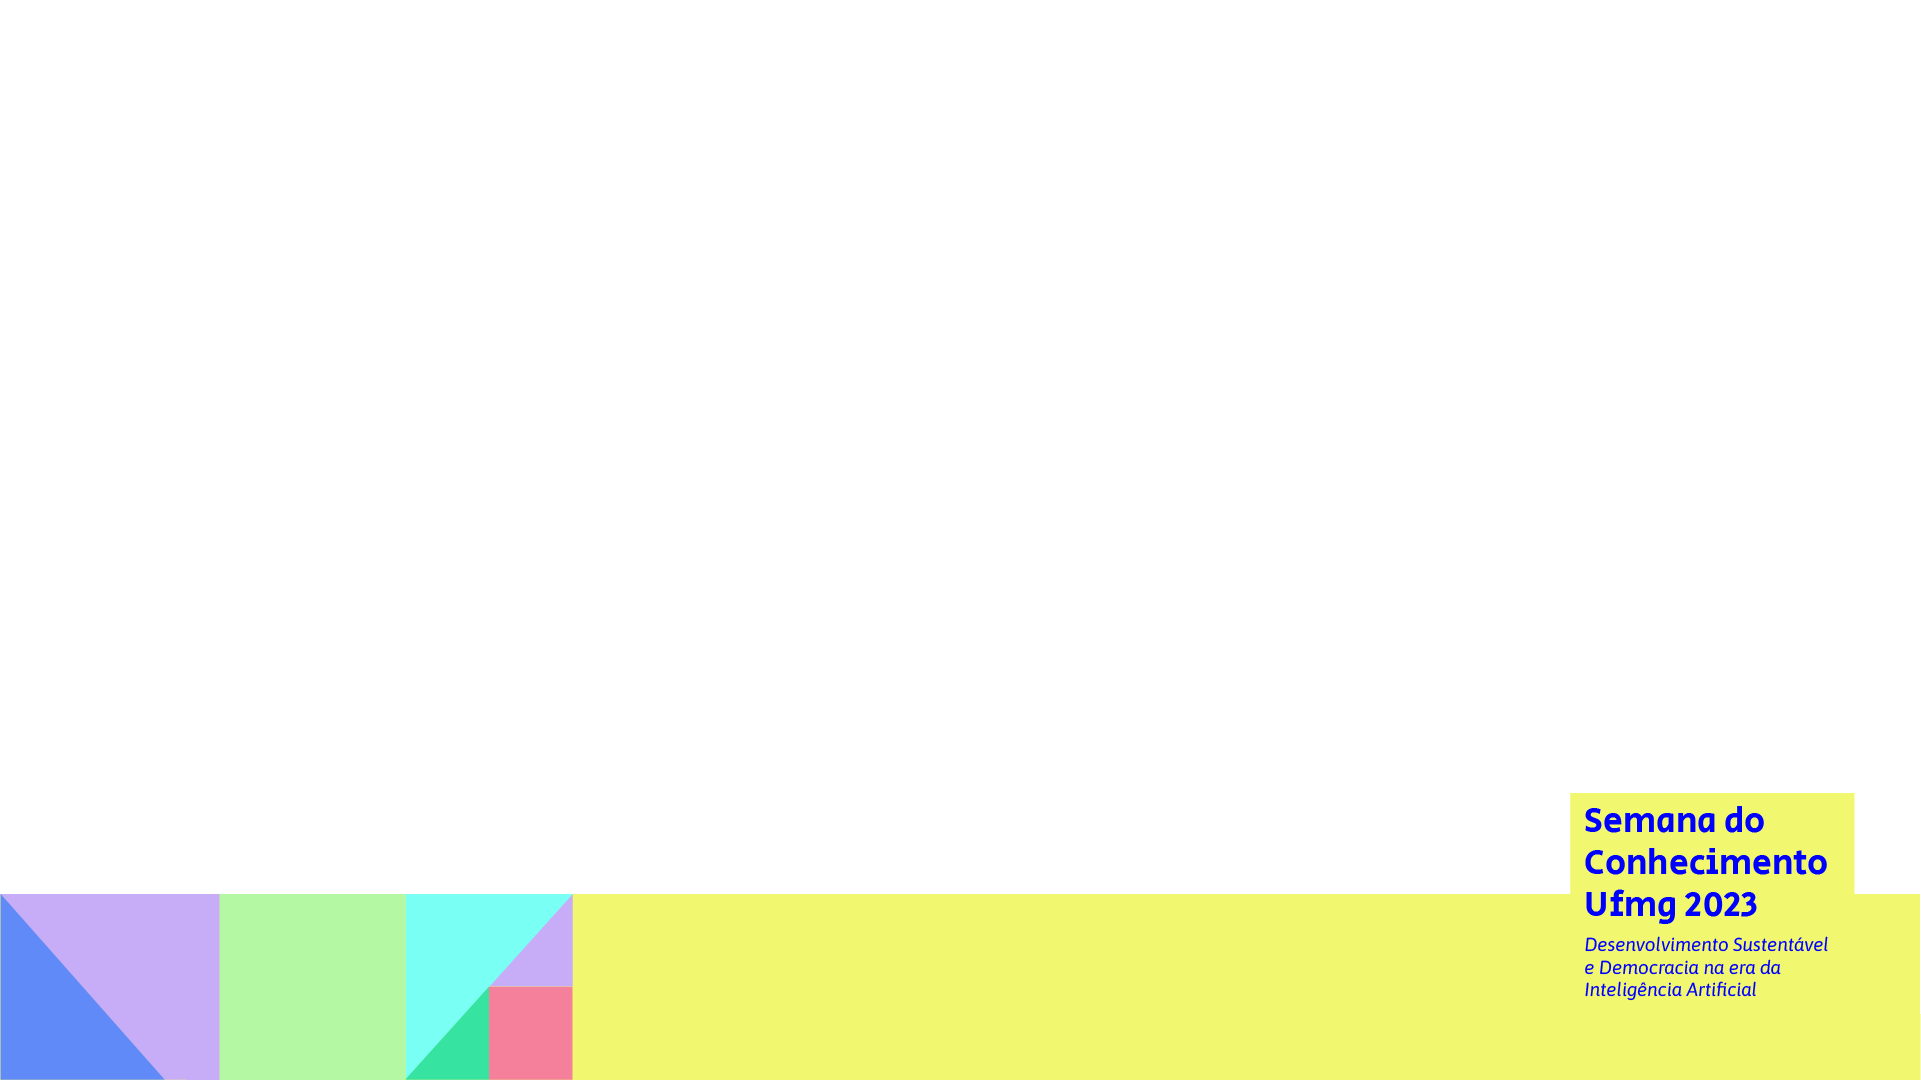 Semana do
Conhecimento
Ufmg 2023
Desenvolvimento Sustentável
e Democracia na era da
Inteligência Artificial